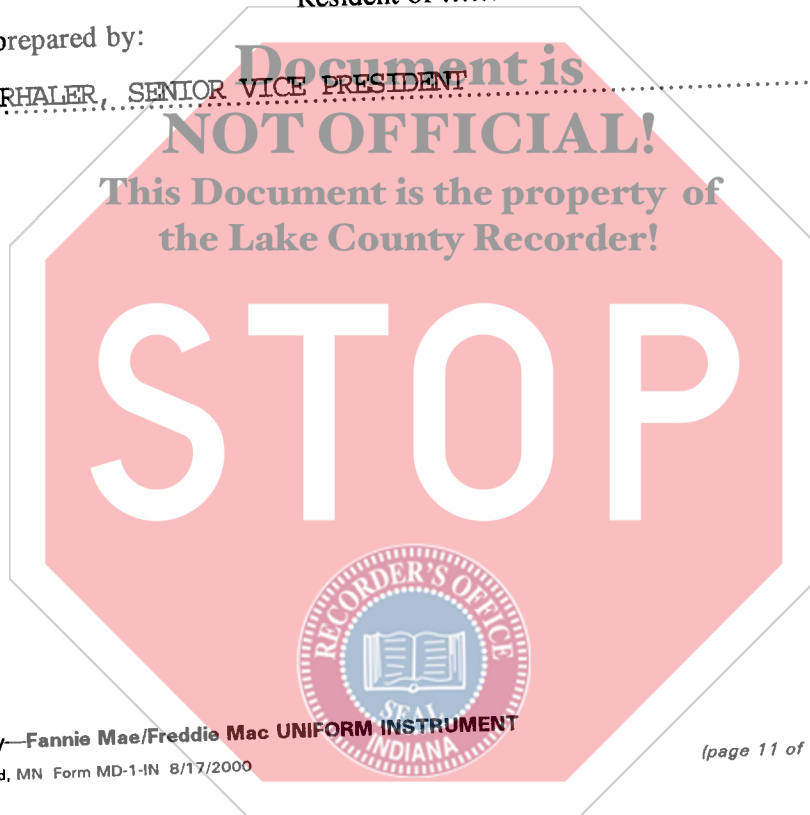 Resident of ......
prepared by:
RHALER, SENIOR VICE PRESIDENT
Document is
NOT OFFICIAL!
This Document is the property of
the Lake County Recorder!
STOP
RECORDER'S OFFICE
SEAL
INDIANA
—Fannie Mae/Freddie Mac UNIFORM INSTRUMENT
MN Form MD-1-IN 8/17/2000
(page 11 of